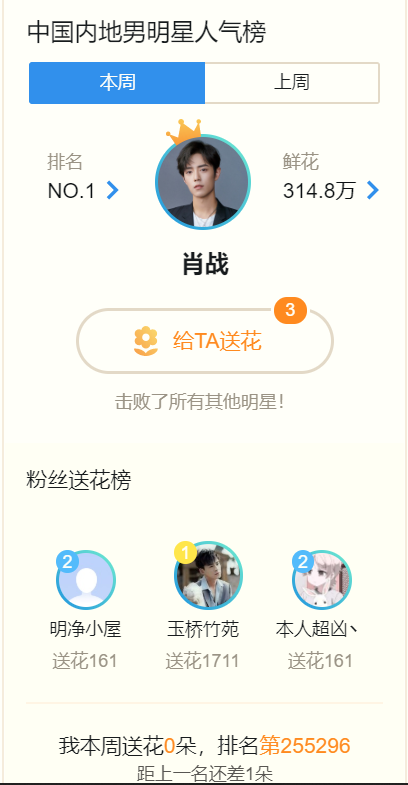 中国内地男明星人气榜
本周 上周
排名 鲜花
NO.1 314.8万
肖战
3
给TA送花
击败了所有其他明星!
粉丝送花榜
2 1 2
明净小屋 玉桥竹苑 本人超凶丶
送花161 送花1711 送花161
我本周送花0朵，排名第255296
距上一名还差1朵